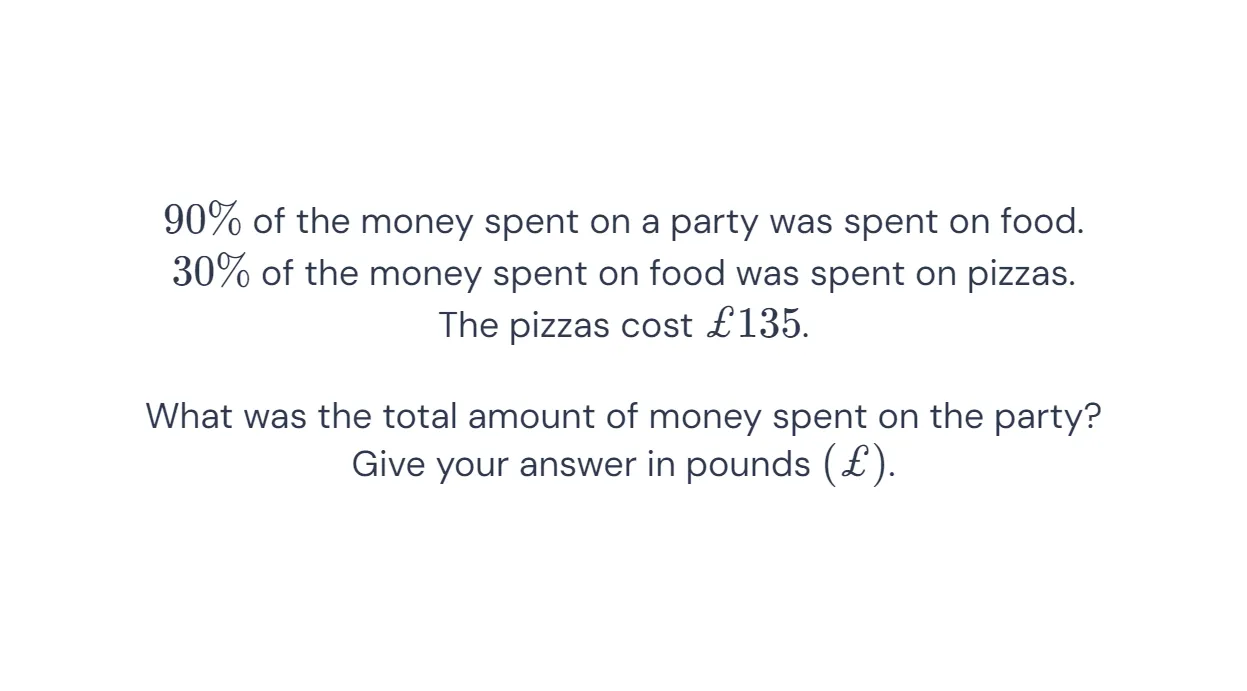 90% of the money spent on a party was spent on food.
30% of the money spent on food was spent on pizzas.
The pizzas cost £135.
What was the total amount of money spent on the party?
Give your answer in pounds (£).